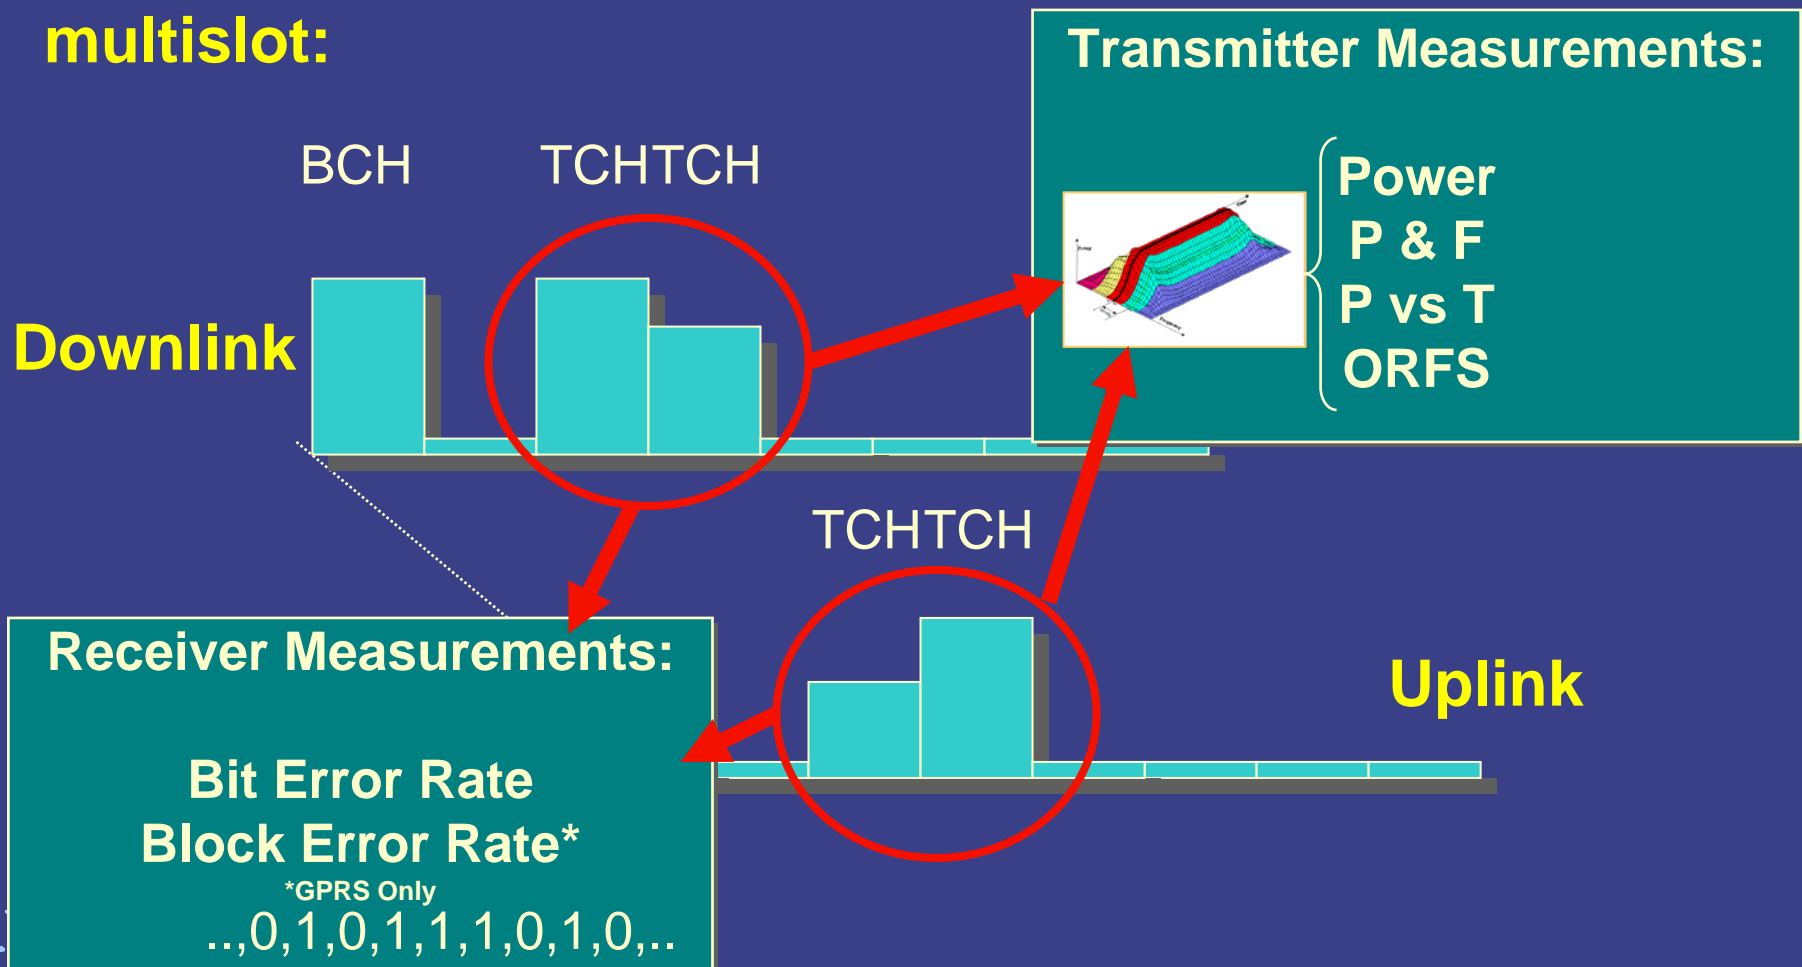 multislot:
Transmitter Measurements:
BCH
TCHTCH
Power
P & F
P vs T
ORFS
Downlink
TCHTCH
Uplink
Receiver Measurements:
Bit Error Rate
Block Error Rate*
*GPRS Only
..,0,1,0,1,1,1,0,1,0,..